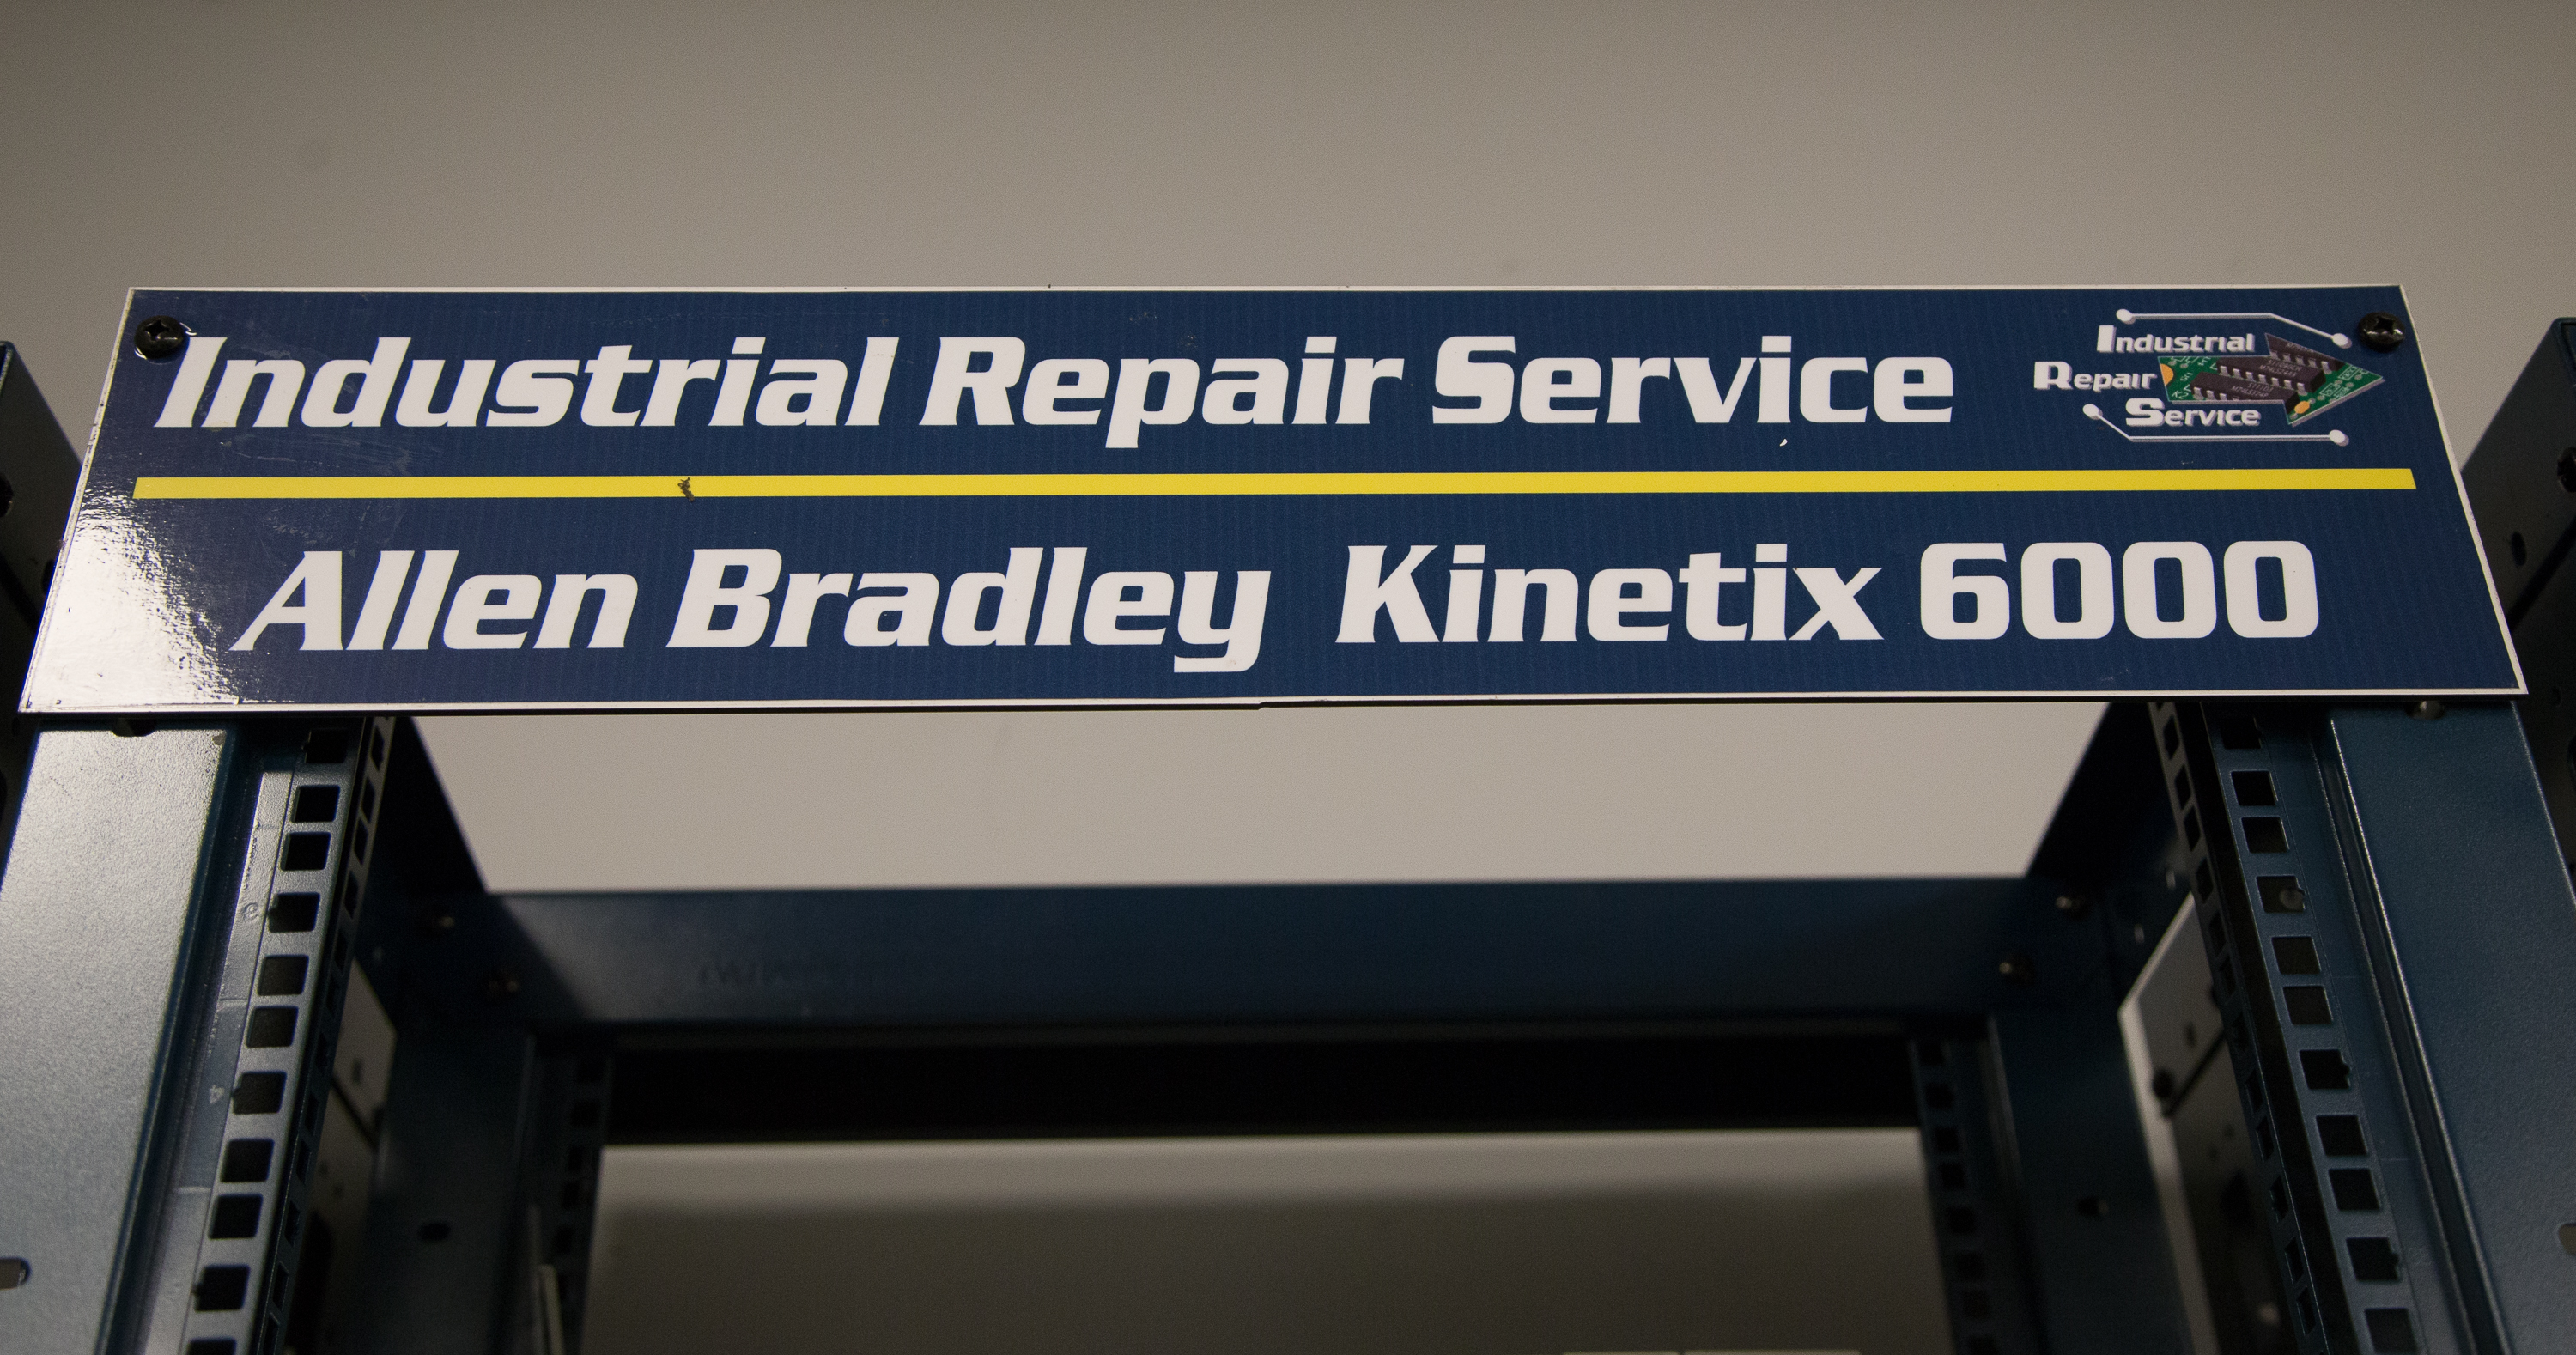 Industrial Repair Service
Industrial
Repair
Service
Allen Bradley Kinetix 6000